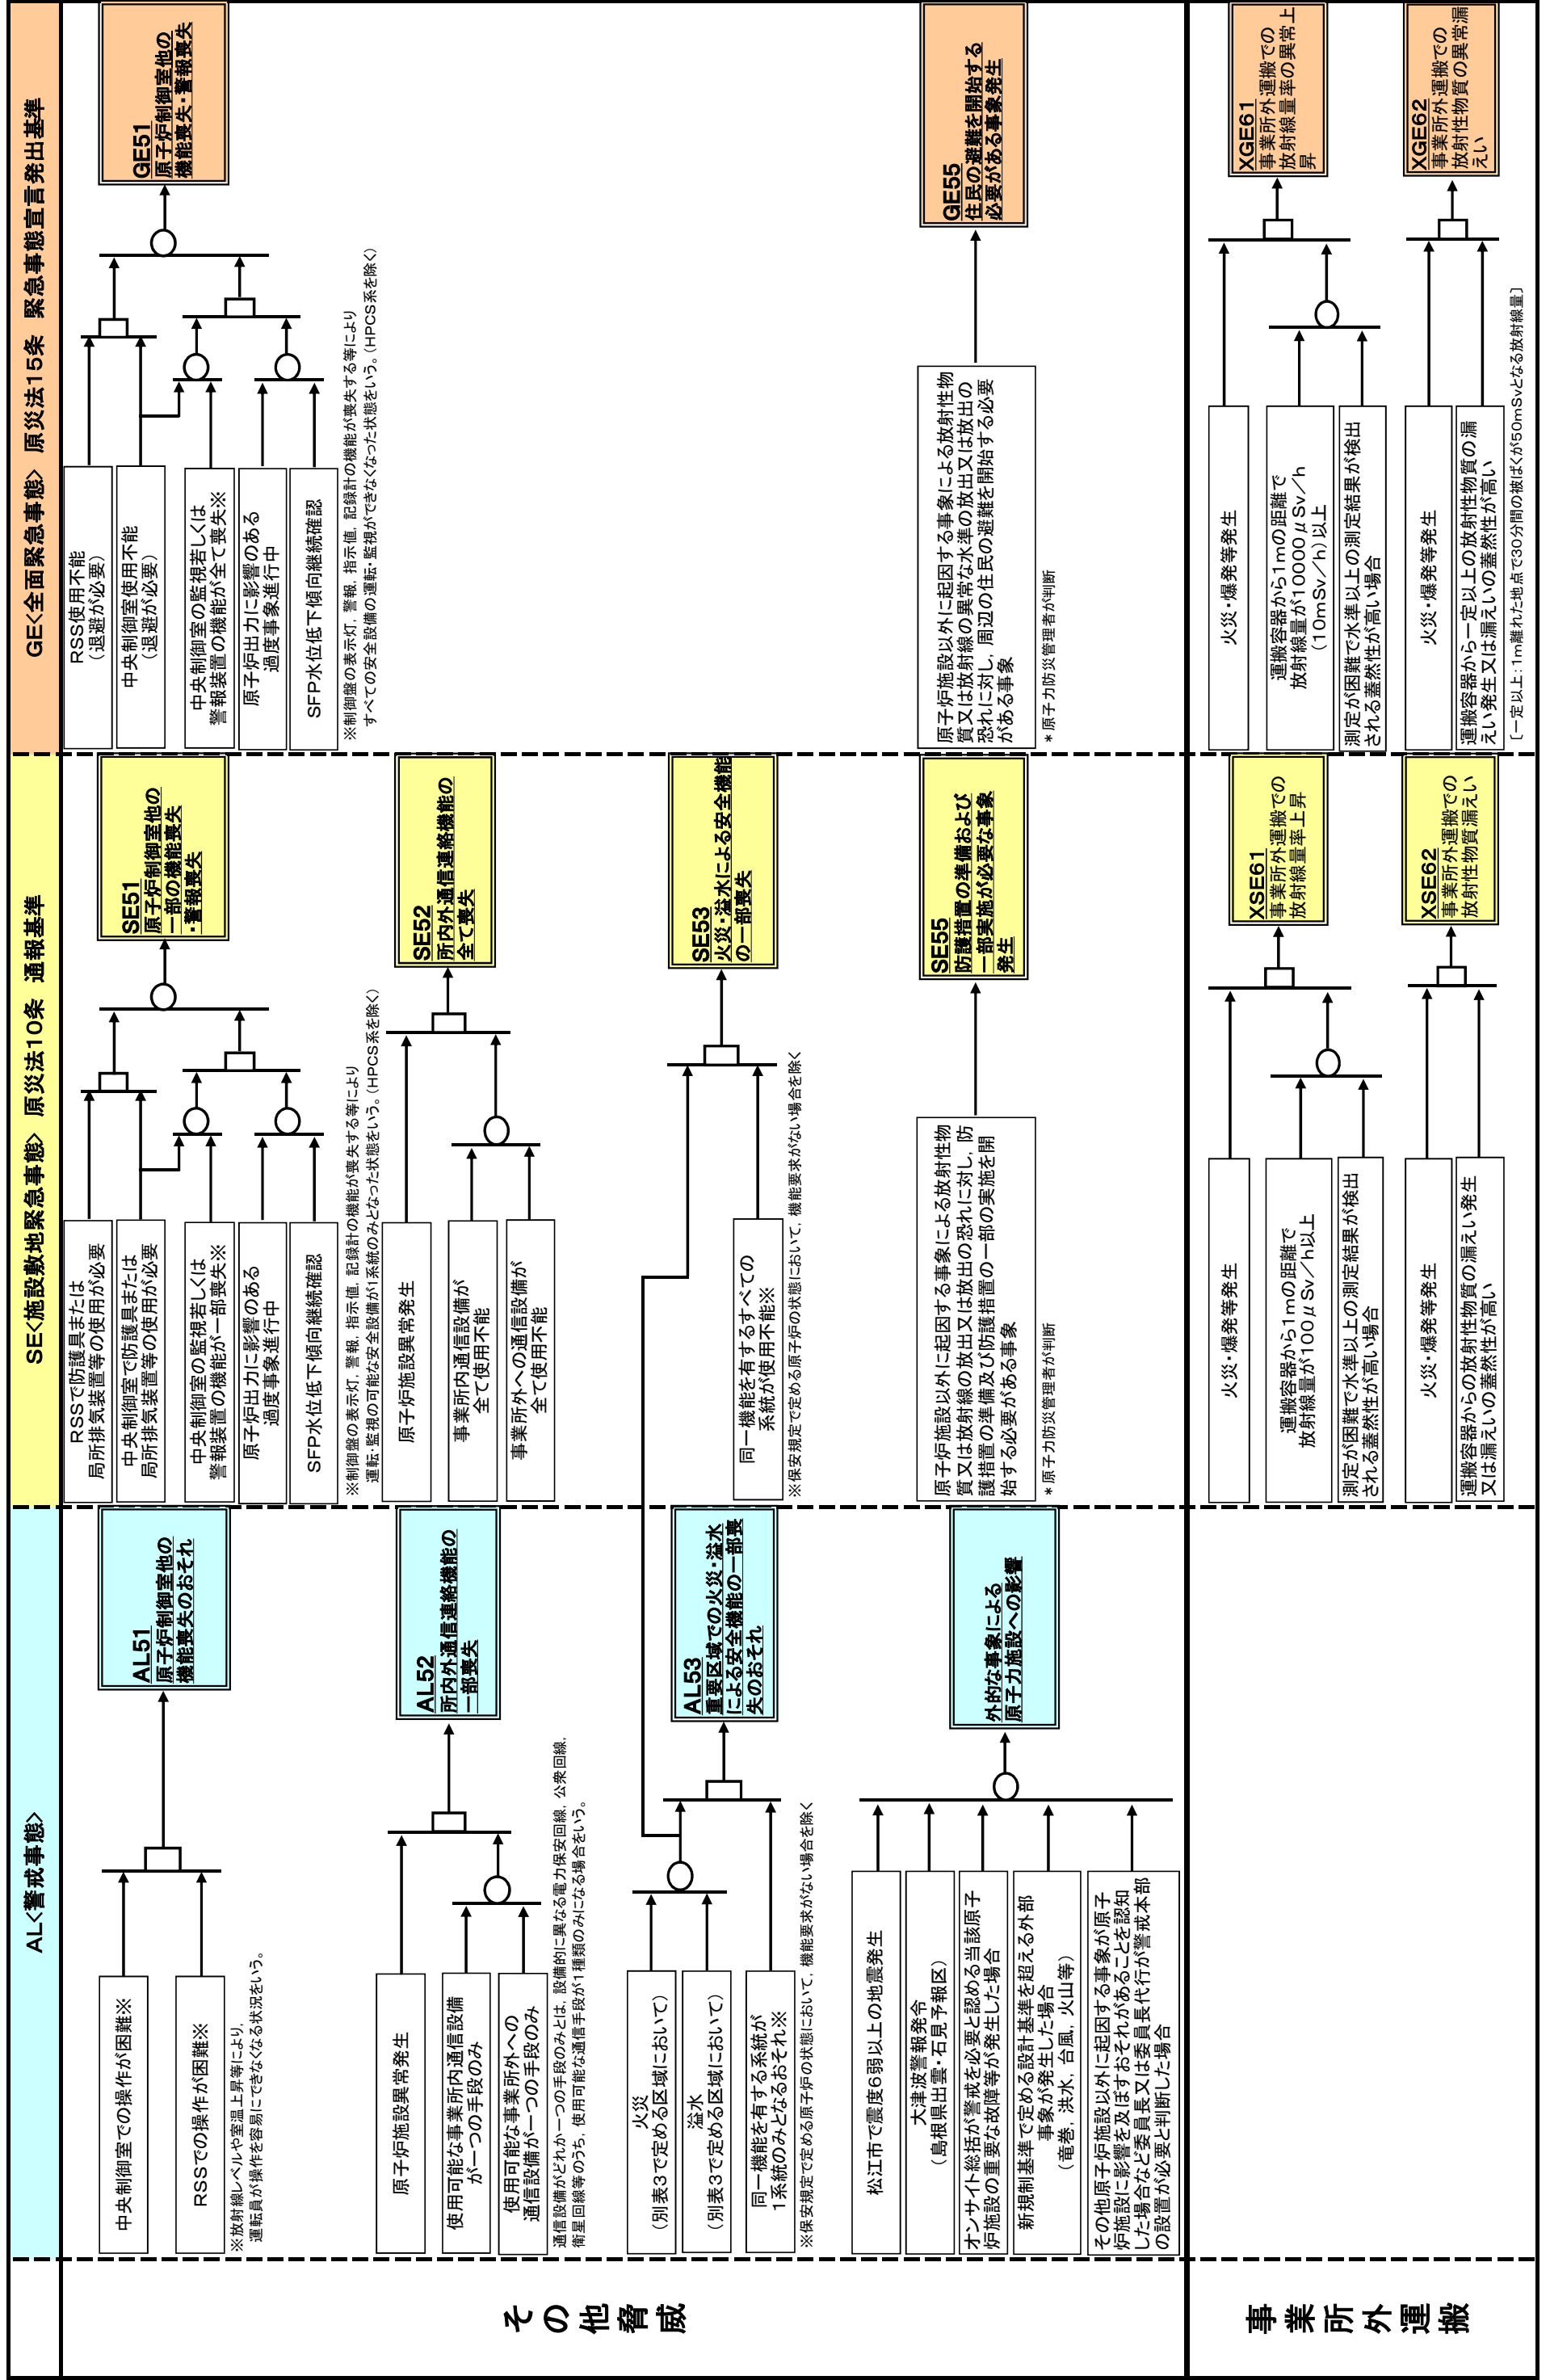 AL<警戒事態>
SE<施設敷地緊急事態> 原災法10条 通報基準
GE<全面緊急事態> 原災法15条 緊急事態宣言発出基準
その他脅威
中央制御室での操作が困難※
RSSでの操作が困難※
※放射線レベルや室温上昇等により,
運転員が操作を容易にできなくなる状況をいう。
AL51
原子炉制御室他の
機能喪失のおそれ
RSSで防護具または
局所排気装置等の使用が必要
中央制御室で防護具または
局所排気装置等の使用が必要
中央制御室の監視若しくは
警報装置の機能が一部喪失※
原子炉出力に影響のある
過度事象進行中
SFP水位低下傾向継続確認
※制御盤の表示灯, 警報, 指示値, 記録計の機能が喪失する等により
運転・監視の可能な安全設備が1系統のみとなった状態をいう。(HPCS系を除く)
SE51
原子炉制御室他の
一部の機能喪失
・警報喪失
RSS使用不能
(退避が必要)
中央制御室使用不能
(退避が必要)
中央制御室の監視若しくは
警報装置の機能が全て喪失※
原子炉出力に影響のある
過度事象進行中
SFP水位低下傾向継続確認
※制御盤の表示灯, 警報, 指示値, 記録計の機能が喪失する等により
すべての安全設備の運転・監視ができなくなった状態をいう。(HPCS系を除く)
GE51
原子炉制御室他の
機能喪失・警報喪失
原子炉施設異常発生
使用可能な事業所内通信設備
が一つの手段のみ
使用可能な事業所外への
通信設備が一つの手段のみ
通信設備がどれか一つの手段のみとは, 設備的に異なる電力保安回線, 公衆回線,
衛星回線等のうち, 使用可能な通信手段が1種類のみになる場合をいう。
AL52
所内外通信連絡機能の
一部喪失
原子炉施設異常発生
事業所内通信設備が
全て使用不能
事業所外への通信設備が
全て使用不能
SE52
所内外通信連絡機能の
全て喪失
火災
(別表3で定める区域において)
溢水
(別表3で定める区域において)
同一機能を有する系統が
1系統のみとなるおそれ※
※保安規定で定める原子炉の状態において, 機能要求がない場合を除く
AL53
重要区域での火災・溢水
による安全機能の一部喪
失のおそれ
同一機能を有するすべての
系統が使用不能※
※保安規定で定める原子炉の状態において, 機能要求がない場合を除く
SE53
火災・溢水による安全機能
の一部喪失
松江市で震度6弱以上の地震発生
大津波警報発令
(島根県出雲・石見予報区)
オンサイト総括が警戒を必要と認める当該原子
炉施設の重要な故障等が発生した場合
新規制基準で定める設計基準を超える外部
事象が発生した場合
(竜巻, 洪水, 台風, 火山等)
その他原子炉施設以外に起因する事象が原子
炉施設に影響を及ぼすおそれがあることを認知
した場合など委員長又は委員長代行が警戒本部
の設置が必要と判断した場合
外的な事象による
原子力施設への影響
原子炉施設以外に起因する事象による放射性物
質又は放射線の放出又は放出の恐れに対し, 防
護措置の準備及び防護措置の一部の実施を開
始する必要がある事象
*原子力防災管理者が判断
SE55
防護措置の準備および
一部実施が必要な事象
発生
原子炉施設以外に起因する事象による放射性物
質又は放射線の異常な水準の放出又は放出の
恐れに対し, 周辺の住民の避難を開始する必要
がある事象
*原子力防災管理者が判断
GE55
住民の避難を開始する
必要がある事象発生
事業所外運搬
火災・爆発等発生
運搬容器から1mの距離で
放射線量が100μSv/h以上
測定が困難で水準以上の測定結果が検出
される蓋然性が高い場合
XSE61
事業所外運搬での
放射線量率上昇
火災・爆発等発生
運搬容器からの放射性物質の漏えい発生
又は漏えいの蓋然性が高い
XSE62
事業所外運搬での
放射性物質漏えい
火災・爆発等発生
運搬容器から1mの距離で
放射線量が10000μSv/h
(10mSv/h)以上
測定が困難で水準以上の測定結果が検出
される蓋然性が高い場合
XGE61
事業所外運搬での
放射線量率の異常上
昇
火災・爆発等発生
運搬容器から一定以上の放射性物質の漏
えい発生又は漏えいの蓋然性が高い
[一定以上:1m離れた地点で30分間の被ばくが50mSvとなる放射線量]
XGE62
事業所外運搬での
放射性物質の異常漏
えい